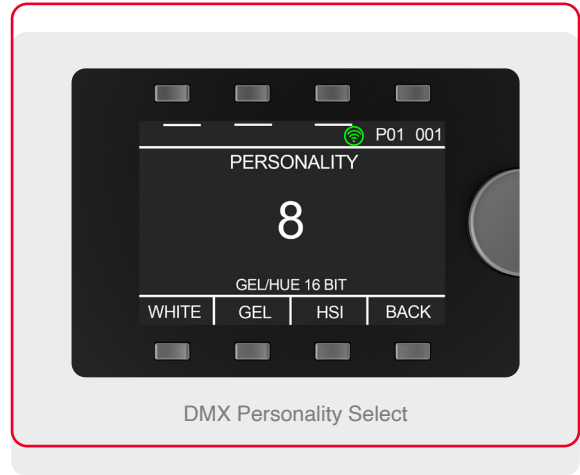 P01 001
PERSONALITY
8
GEL/HUE 16 BIT
WHITE GEL HSI BACK
DMX Personality Select